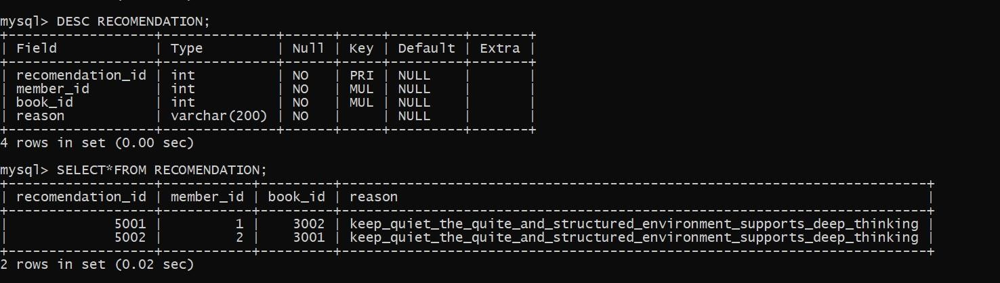 mysql> DESC RECOMENDATION;
+------------------+--------------+------+-----+---------+-------+
| Field            | Type         | Null | Key | Default | Extra |
+------------------+--------------+------+-----+---------+-------+
| recomendation_id | int          | NO   | PRI | NULL    |       |
| member_id        | int          | NO   | MUL | NULL    |       |
| book_id          | int          | NO   | MUL | NULL    |       |
| reason           | varchar(200) | NO   |     | NULL    |       |
+------------------+--------------+------+-----+---------+-------+
4 rows in set (0.00 sec)
mysql> SELECT*FROM RECOMENDATION;
+------------------+-----------+---------+------------------------------------------------------------------------+
| recomendation_id | member_id | book_id | reason                                                                 |
+------------------+-----------+---------+------------------------------------------------------------------------+
|             5001 |         1 |    3002 | keep_quiet_the_quite_and_structured_environment_supports_deep_thinking |
|             5002 |         2 |    3001 | keep_quiet_the_quite_and_structured_environment_supports_deep_thinking |
+------------------+-----------+---------+------------------------------------------------------------------------+
2 rows in set (0.02 sec)